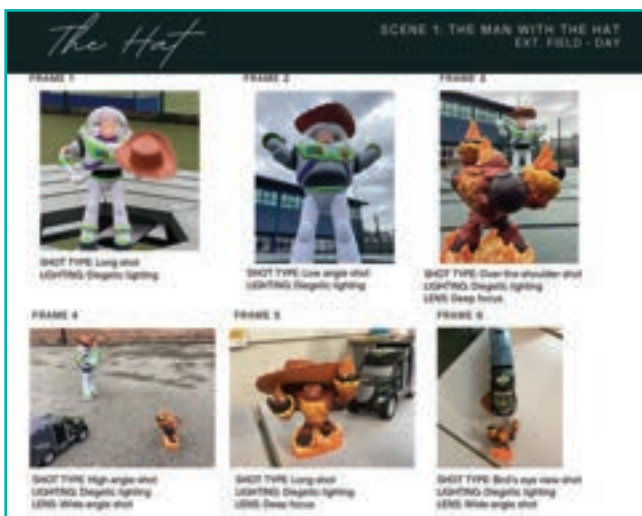 The Hat
SCENE 1: THE MAN WITH THE HAT
EXT. FIELD - DAY
FRAME 1
FRAME 2
FRAME 3
SHOT TYPE: Long shot
LIGHTING: Diegetic lighting
SHOT TYPE: Low angle shot
LIGHTING: Diegetic lighting
SHOT TYPE: Over-the-shoulder shot
LIGHTING: Diegetic lighting
LENS: Deep focus
FRAME 4
FRAME 5
FRAME 6
SHOT TYPE: High angle shot
LIGHTING: Diegetic lighting
LENS: Wide-angle shot
SHOT TYPE: Long shot
LIGHTING: Diegetic lighting
LENS: Deep focus
SHOT TYPE: Bird's eye view shot
LIGHTING: Diegetic lighting
LENS: Wide-angle shot